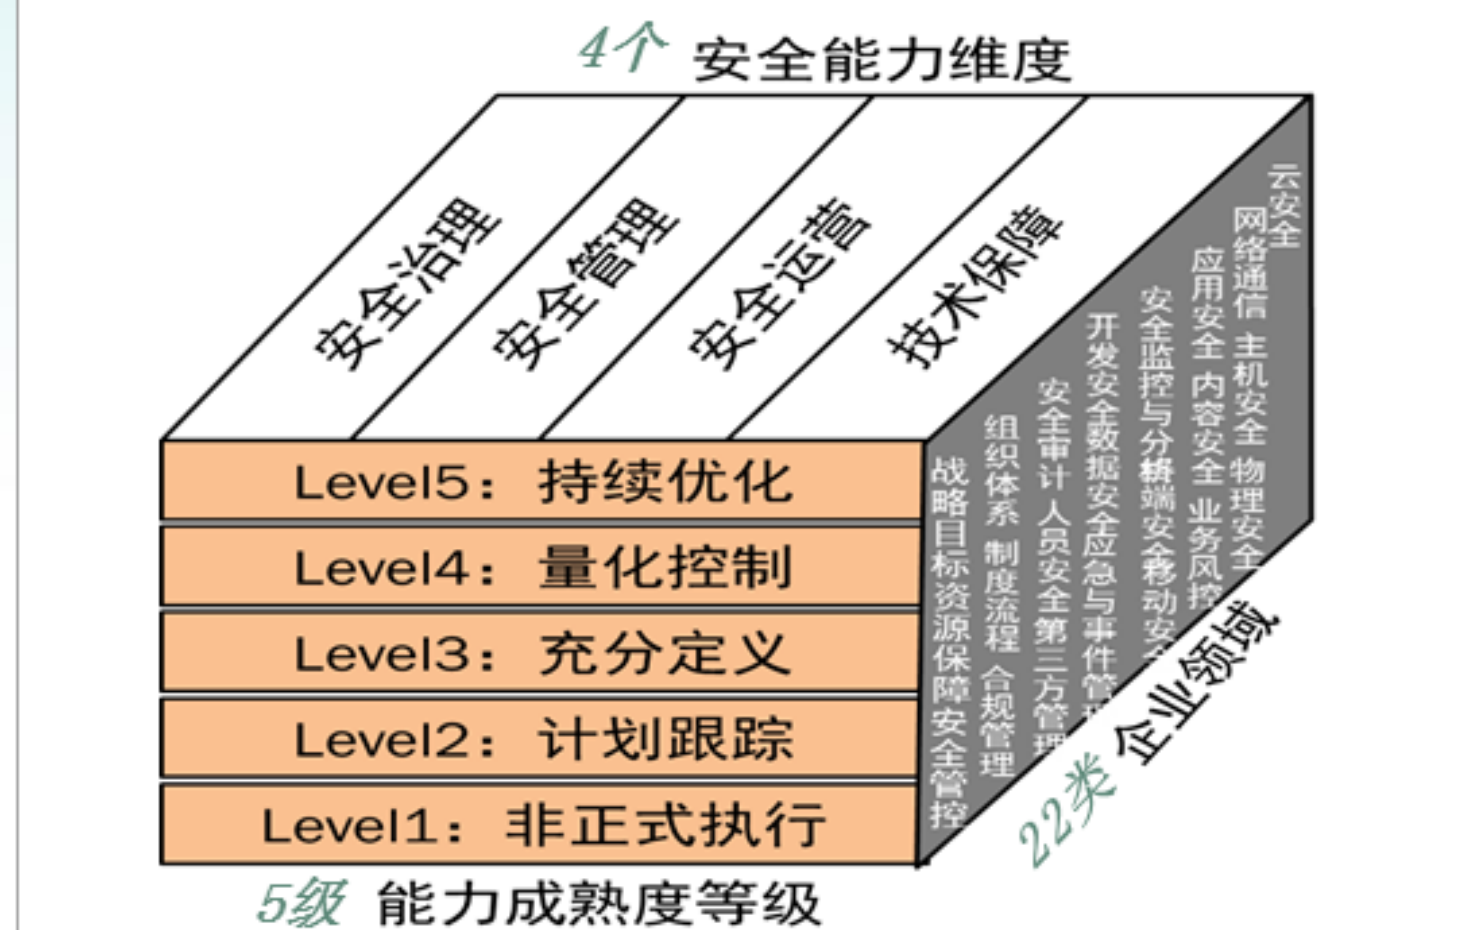 4个 安全能力维度
安全治理
安全管理
安全运营
技术保障
Level5：持续优化
Level4：量化控制
Level3：充分定义
Level2：计划跟踪
Level1：非正式执行
5级 能力成熟度等级
战略目标 资源保障 安全管控
组织体系 制度流程 合规管理
安全审计 人员安全 第三方管理
开发安全 数据安全 应急与事件管理
安全监控与分析 终端安全 移动安全
应用安全 内容安全 业务风控
网络通信 主机安全 物理安全
云安全
22类 企业领域